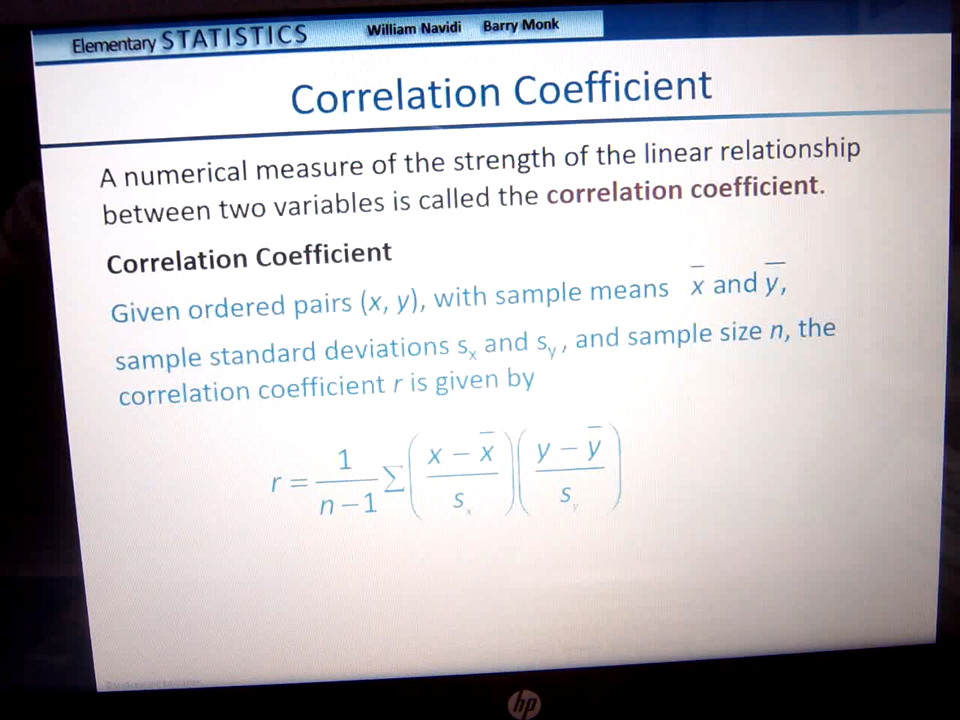 Elementary STATISTICS William Navidi Barry Monk
Correlation Coefficient
A numerical measure of the strength of the linear relationship
between two variables is called the correlation coefficient.
Correlation Coefficient
Given ordered pairs (x, y), with sample means x̄ and ȳ,
sample standard deviations sₓ and s_y, and sample size n, the
correlation coefficient r is given by
r = 1/(n − 1) Σ ((x − x̄)/sₓ) ((y − ȳ)/s_y)
hp